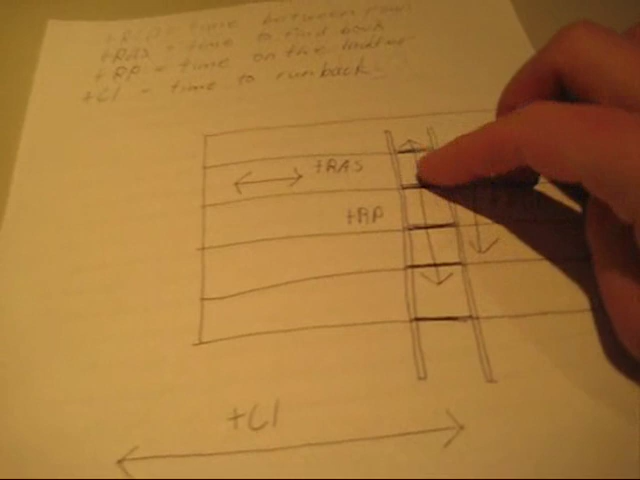 time between rows
tRAS - time to find book
tRP - time on the ladder
tCl - time to run back
tRAS
tRP
tCl